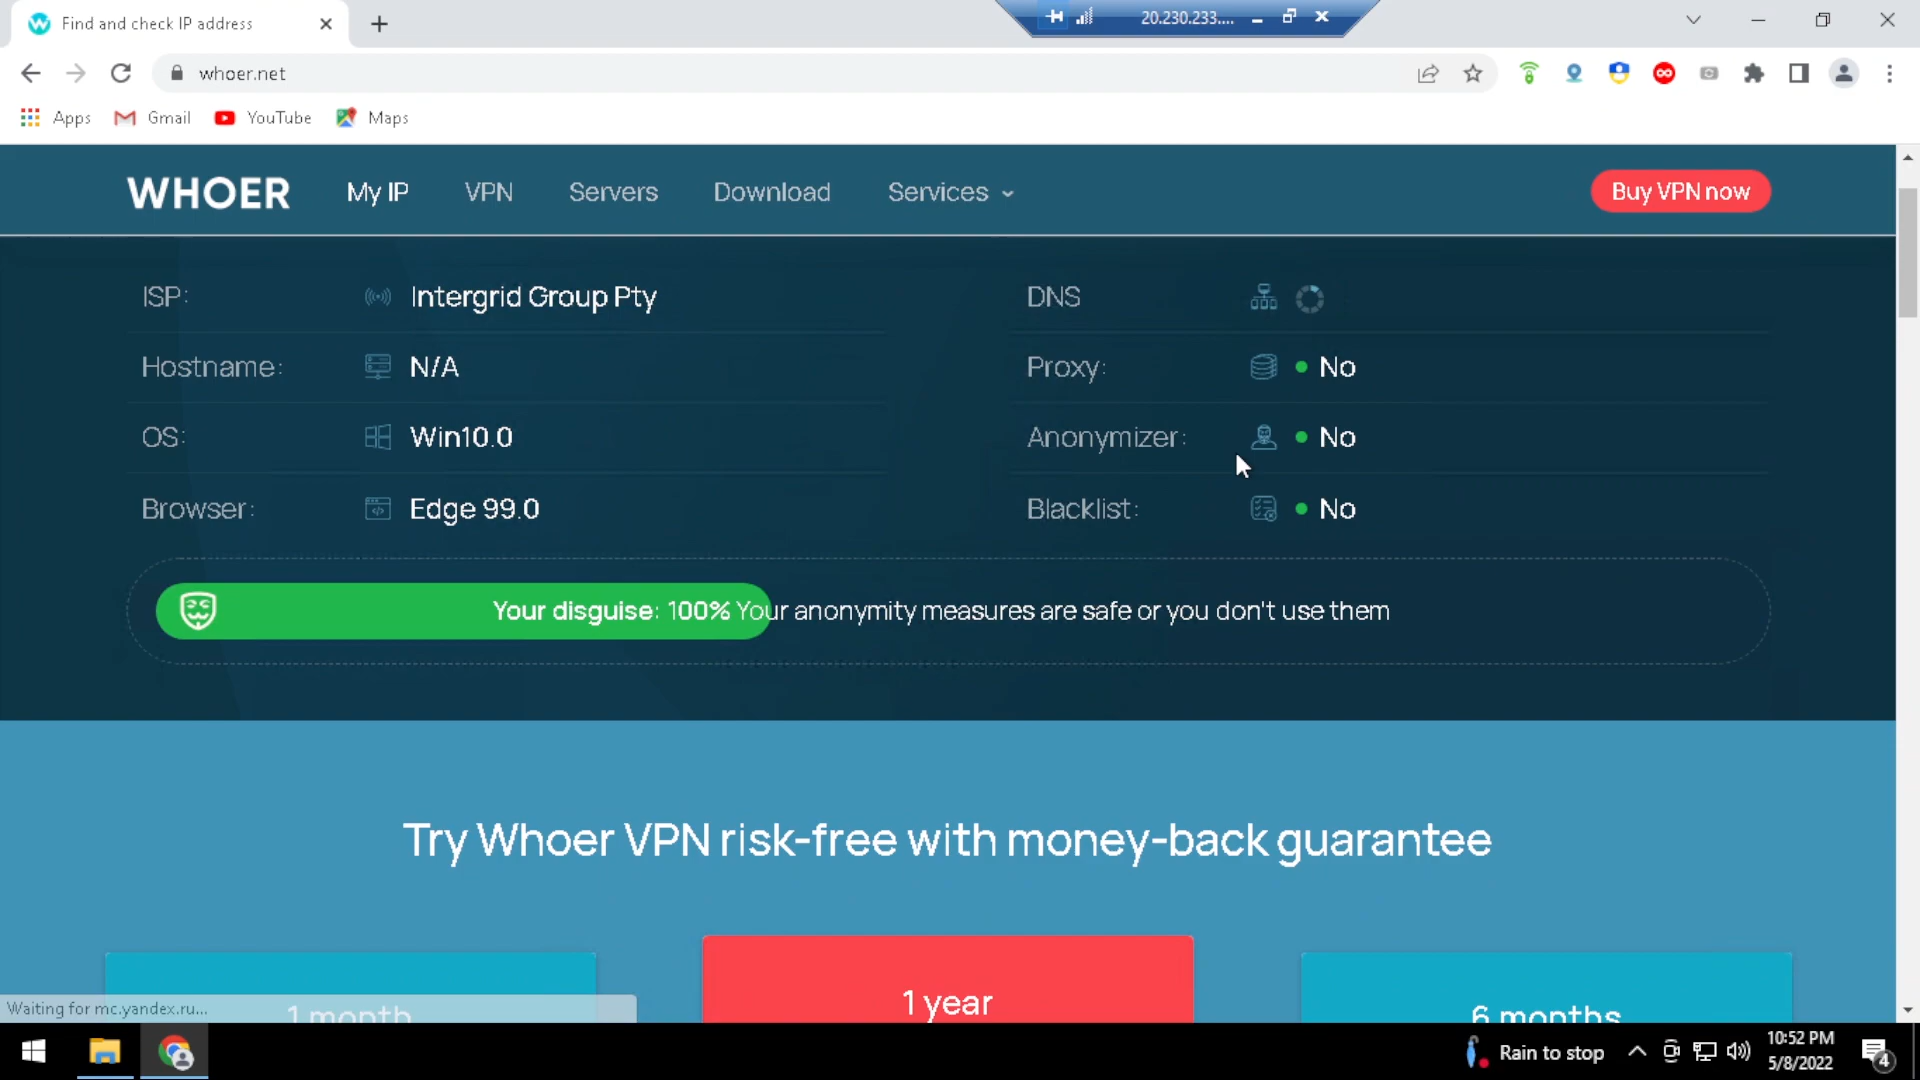 Find and check IP address
20.230.233....
whoer.net
Apps
Gmail
YouTube
Maps
WHOER
My IP
VPN
Servers
Download
Services
Buy VPN now
ISP:
Intergrid Group Pty
DNS
Hostname:
N/A
Proxy:
No
OS:
Win10.0
Anonymizer:
No
Browser:
Edge 99.0
Blacklist:
No
Your disguise: 100% Your anonymity measures are safe or you don't use them
Try Whoer VPN risk-free with money-back guarantee
1 month
1 year
6 months
Waiting for mc.yandex.ru...
Rain to stop
10:52 PM
5/8/2022
4